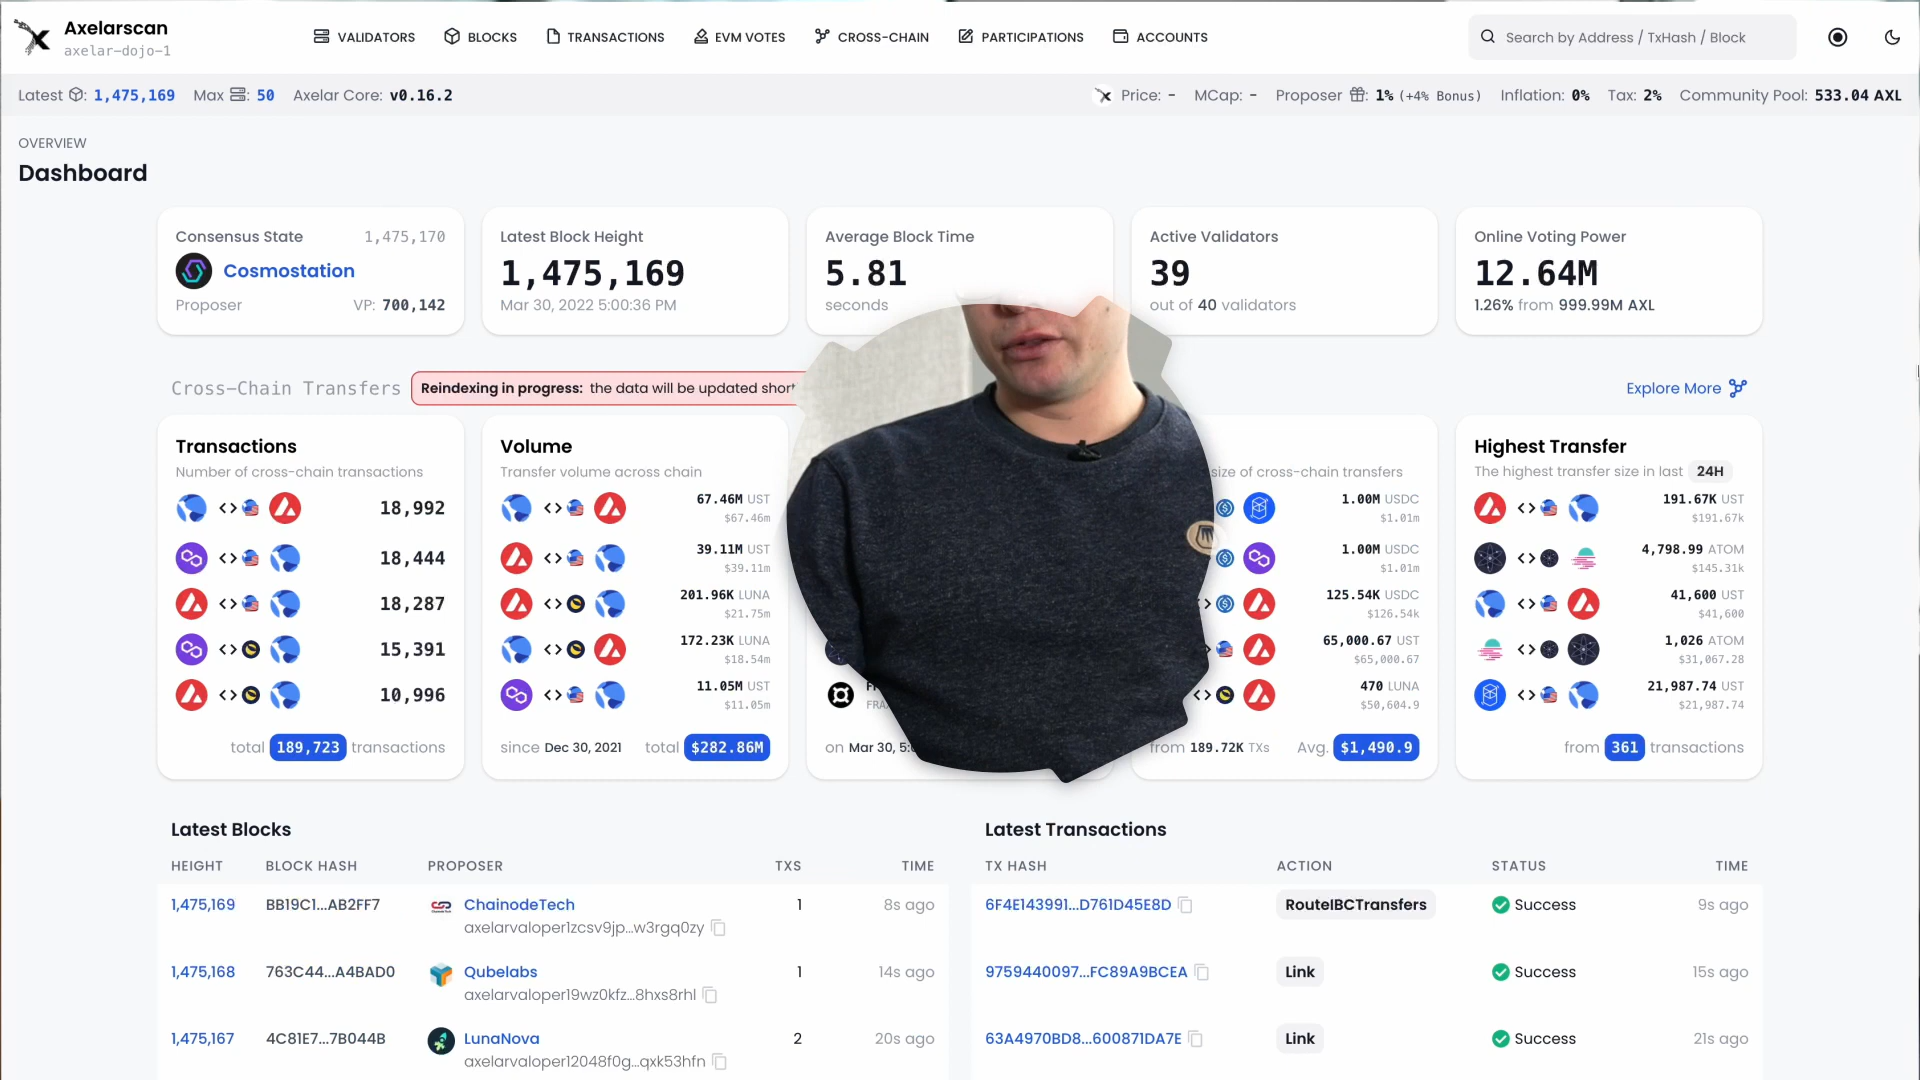 Axelarscan
axelar-dojo-1
VALIDATORS
BLOCKS
TRANSACTIONS
EVM VOTES
CROSS-CHAIN
PARTICIPATIONS
ACCOUNTS
Search by Address / TxHash / Block
Latest : 1,475,169 Max : 50 Axelar Core: v0.16.2
Price: - MCap: - Proposer : 1% (+4% Bonus) Inflation: 0% Tax: 2% Community Pool: 533.04 AXL
OVERVIEW
Dashboard
Consensus State 1,475,170
Cosmostation
Proposer VP: 700,142
Latest Block Height
1,475,169
Mar 30, 2022 5:00:36 PM
Average Block Time
5.81
seconds
Active Validators
39
out of 40 validators
Online Voting Power
12.64M
1.26% from 999.99M AXL
Cross-Chain Transfers
Reindexing in progress: the data will be updated
Explore More
Transactions
Number of cross-chain transactions
<> 18,992
<> 18,444
<> 18,287
<> 15,391
<> 10,996
total 189,723 transactions
Volume
Transfer volume across chain
<> 67.46M UST
$67.46m
<> 39.11M UST
$39.11m
<> 201.96K LUNA
$21.75m
<> 172.23K LUNA
$18.54m
<> 11.05M UST
$11.05m
since Dec 30, 2021 total $282.86M
on Mar 30,
size of cross-chain transfers
1.00M USDC
$1.01m
1.00M USDC
$1.01m
125.54K USDC
$126.54k
65,000.67 UST
$65,000.67
<> 470 LUNA
$50,604.9
from 189.72K TXs Avg. $1,490.9
Highest Transfer
The highest transfer size in last 24H
<> 191.67K UST
$191.67k
<> 4,798.99 ATOM
$145.31k
<> 41,600 UST
$41,600
<> 1,026 ATOM
$31,067.28
<> 21,987.74 UST
$21,987.74
from 361 transactions
Latest Blocks
HEIGHT BLOCK HASH PROPOSER TXS TIME
1,475,169 BB19C1...AB2FF7 ChainodeTech 1 8s ago
axelarvaloper1zcsv9jp...w3rgq0zy
1,475,168 763C44...A4BAD0 Qubelabs 1 14s ago
axelarvaloper19wz0kfz...8hxs8rhl
1,475,167 4C81E7...7B044B LunaNova 2 20s ago
axelarvaloper12048f0g...qxk53hfn
Latest Transactions
TX HASH ACTION STATUS TIME
6F4E143991...D761D45E8D RouteIBCTransfers Success 9s ago
9759440097...FC89A9BCEA Link Success 15s ago
63A4970BD8...600871DA7E Link Success 21s ago